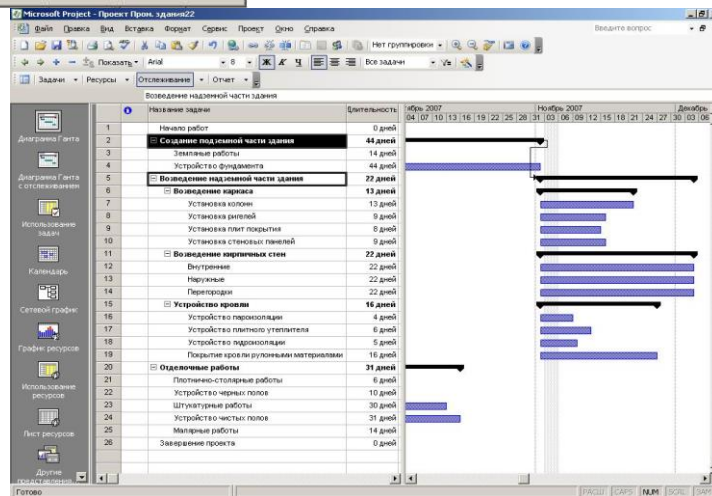 Microsoft Project - Проект Пром. здания22
Файл Правка Вид Вставка Формат Сервис Проект Окно Справка Введите вопрос
Нет группировки
Показать Arial 8 Ж К Ч Все задачи
Задачи Ресурсы Отслеживание Отчет
Возведение надземной части здания
Название задачи Длительность Ноябрь 2007 Декабрь
04 07 10 13 16 19 22 25 28 31 03 06 09 12 15 18 21 24 27 30 03 06
1 Начало работ 0 дней
2 Создание подземной части здания 44 дней
3 Земляные работы 14 дней
4 Устройство фундамента 44 дней
5 Возведение надземной части здания 22 дней
6 Возведение каркаса 13 дней
7 Установка колонн 13 дней
8 Установка ригелей 9 дней
9 Установка плит покрытия 8 дней
10 Установка стеновых панелей 9 дней
11 Возведение кирпичных стен 22 дней
12 Внутренние 22 дней
13 Наружные 22 дней
14 Перегородки 22 дней
15 Устройство кровли 16 дней
16 Устройство пароизоляции 4 дней
17 Устройство плитного утеплителя 6 дней
18 Устройство гидроизоляции 5 дней
19 Покрытие кровли рулонными материалами 16 дней
20 Отделочные работы 31 дней
21 Плотнично-столярные работы 6 дней
22 Устройство черных полов 10 дней
23 Штукатурные работы 30 дней
24 Устройство чистых полов 31 дней
25 Малярные работы 14 дней
26 Завершение проекта 0 дней
Диаграмма Ганта
Диаграмма Ганта
с отслеживанием
Использование
задач
Календарь
Сетевой график
График ресурсов
Использование
ресурсов
Лист ресурсов
Другие
представления...
Готово NUM